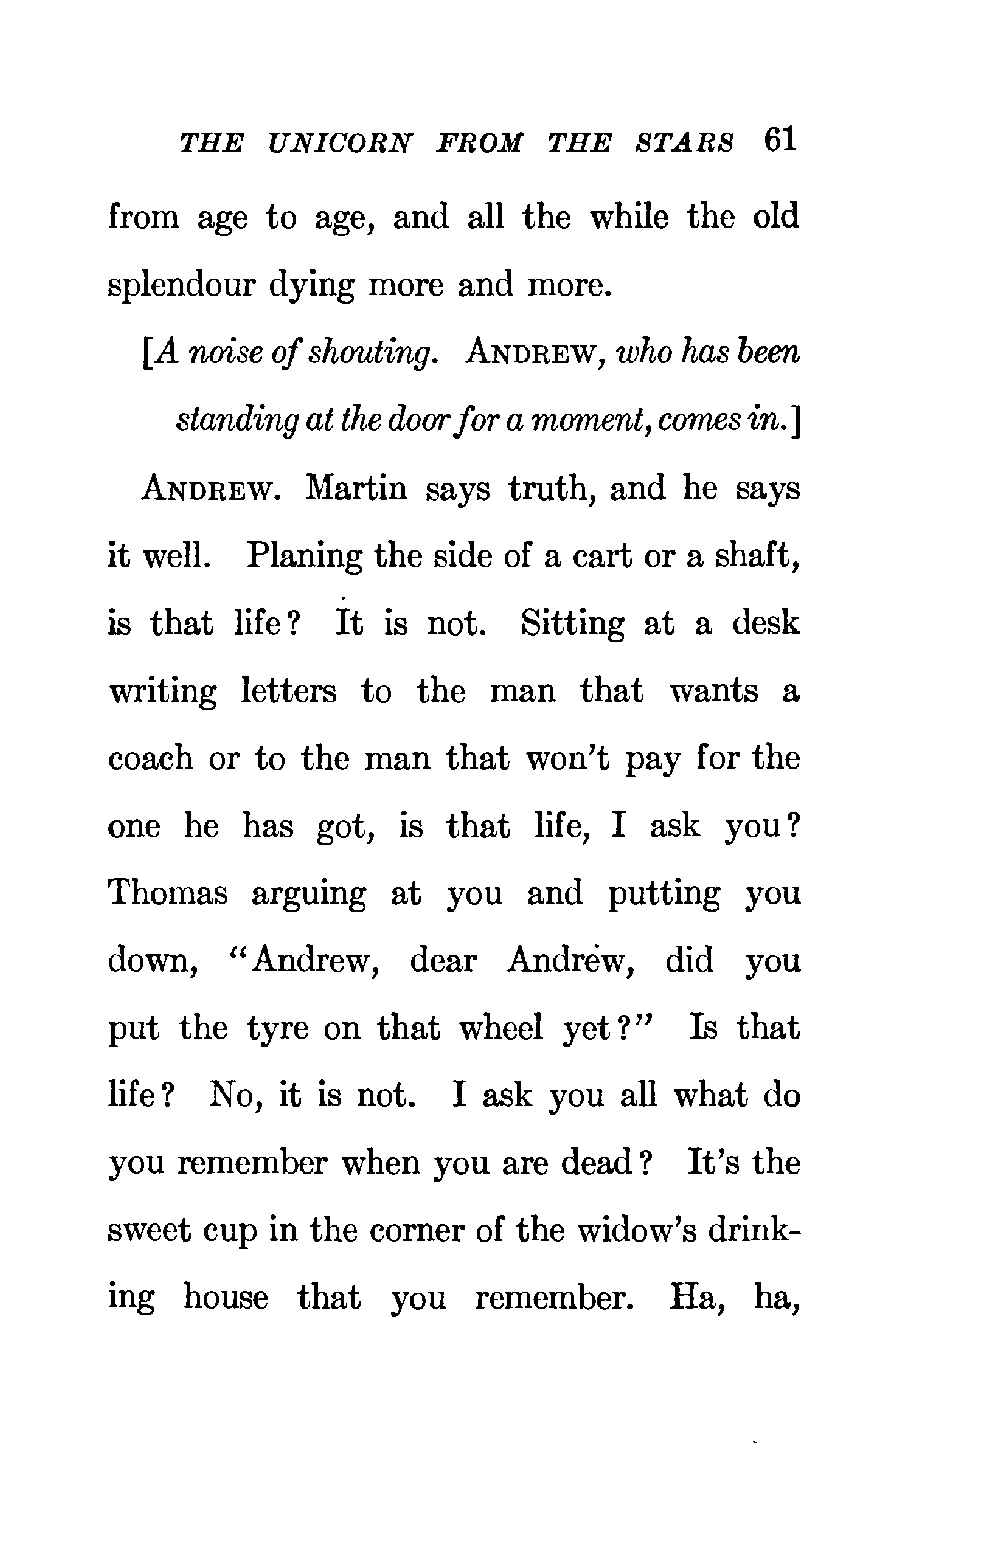 THE UNICORN FROM THE STARS 61
from age to age, and all the while the old
splendour dying more and more.
[A noise of shouting. ANDREW, who has been
standing at the door for a moment, comes in.]
ANDREW. Martin says truth, and he says
it well. Planing the side of a cart or a shaft,
is that life? It is not. Sitting at a desk
writing letters to the man that wants a
coach or to the man that won't pay for the
one he has got, is that life, I ask you?
Thomas arguing at you and putting you
down, "Andrew, dear Andrew, did you
put the tyre on that wheel yet?" Is that
life? No, it is not. I ask you all what do
you remember when you are dead? It's the
sweet cup in the corner of the widow's drink-
ing house that you remember. Ha, ha,